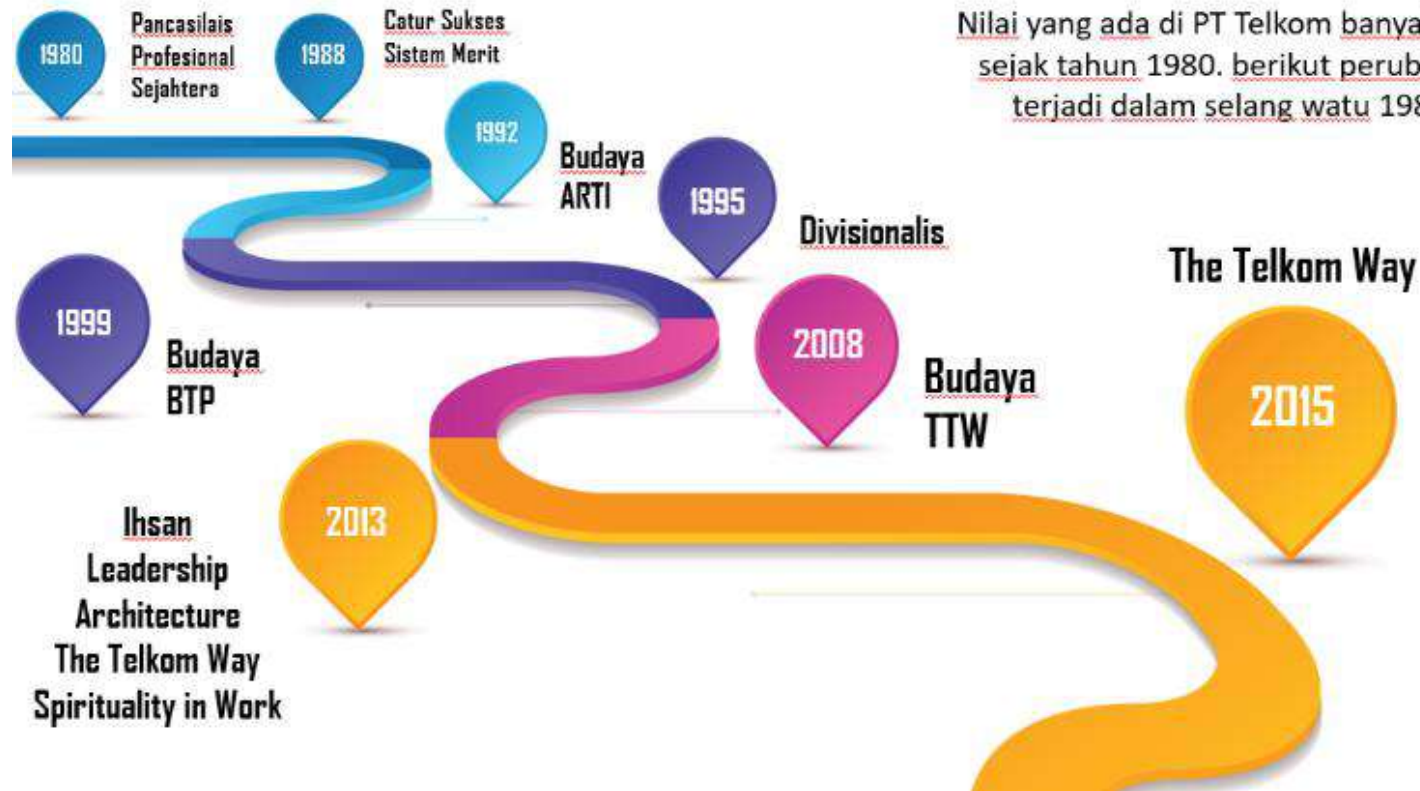 1980
Pancasilais
Profesional
Sejahtera
1988
Catur Sukses
Sistem Merit
Nilai yang ada di PT Telkom banya
sejak tahun 1980. berikut perub
terjadi dalam selang watu 198
1992
Budaya
ARTI
1995
Divisionalis
The Telkom Way
1999
Budaya
BTP
2008
Budaya
TTW
2015
2013
Ihsan
Leadership
Architecture
The Telkom Way
Spirituality in Work